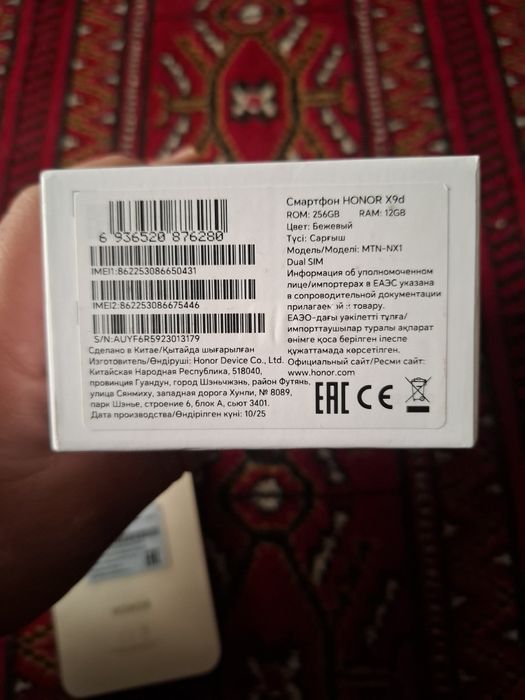 6 936520 876280
IMEI1:862253086650431
IMEI2:862253086675446
S/N:AUYF6R5923013179
Сделано в Китае/Қытайда шығарылған
Изготовитель/Өндіруші: Honor Device Co., Ltd.
Китайская Народная Республика, 518040,
провинция Гуандун, город Шэньчжэнь, район Футянь,
улица Сянмиху, западная дорога Хунли, № 8089,
парк Шэнье, строение 6, блок А, сьют 3401.
Дата производства/Өндірілген күні: 10/25
Смартфон HONOR X9d
ROM: 256GB RAM: 12GB
Цвет: Бежевый
Түсі: Сарғыш
Модель/Моделі: MTN-NX1
Dual SIM
Информация об уполномоченном
лице/импортерах в ЕАЭС указана
в сопроводительной документации
прилагаемой к товару.
ЕАЭО-дағы уәкілетті тұлға/
импорттаушылар туралы ақпарат
өнімге қоса берілген ілеспе
құжаттамада көрсетілген.
Официальный сайт/Ресми сайт:
www.honor.com
EAC CE
HONOR